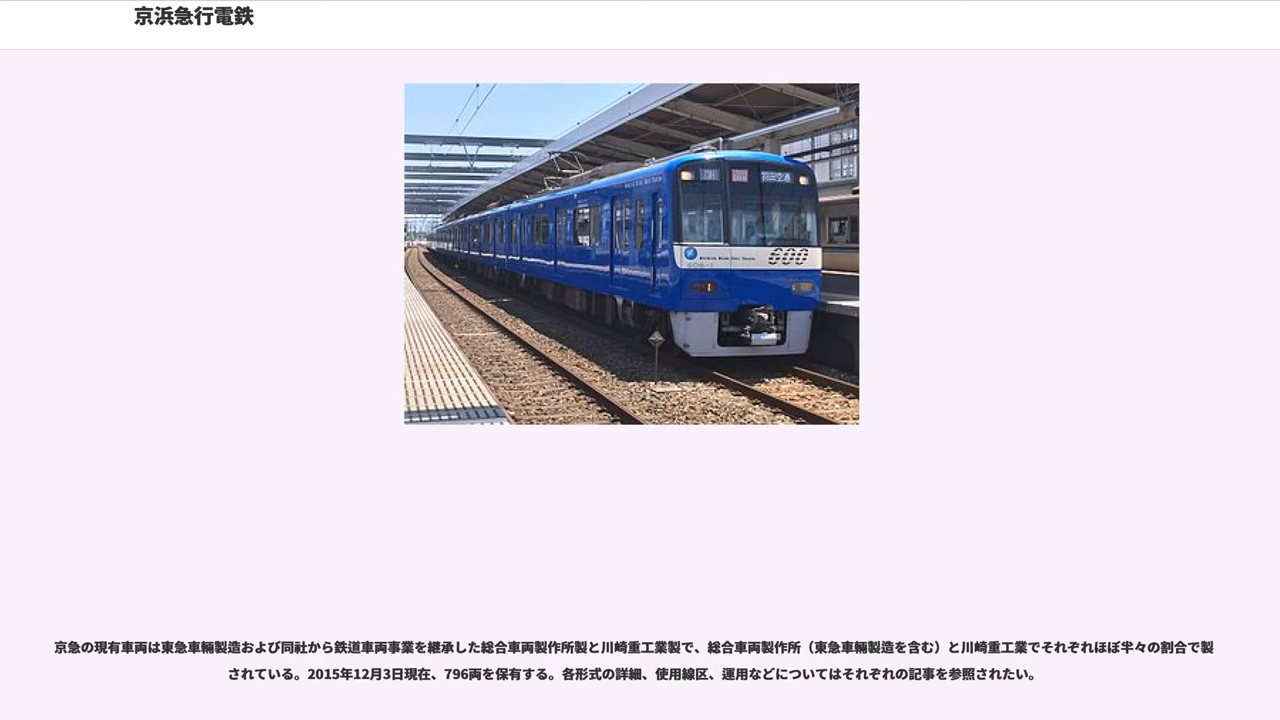 京浜急行電鉄
600
京急の現有車両は東急車輛製造および同社から鉄道車両事業を継承した総合車両製作所製と川崎重工業製で、総合車両製作所（東急車輛製造を含む）と川崎重工業でそれぞれほぼ半々の割合で製
されている。2015年12月3日現在、796両を保有する。各形式の詳細、使用線区、運用などについてはそれぞれの記事を参照されたい。